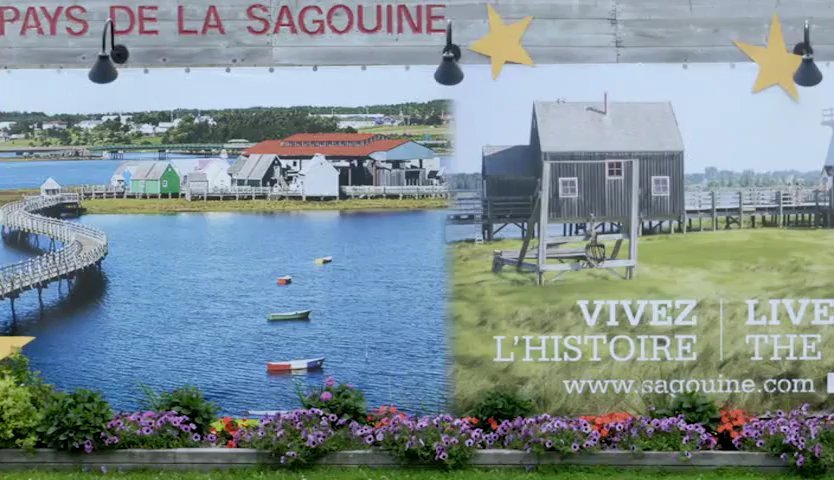 PAYS DE LA SAGOUINE
VIVEZ
L'HISTOIRE
LIVE
THE
www.sagouine.com